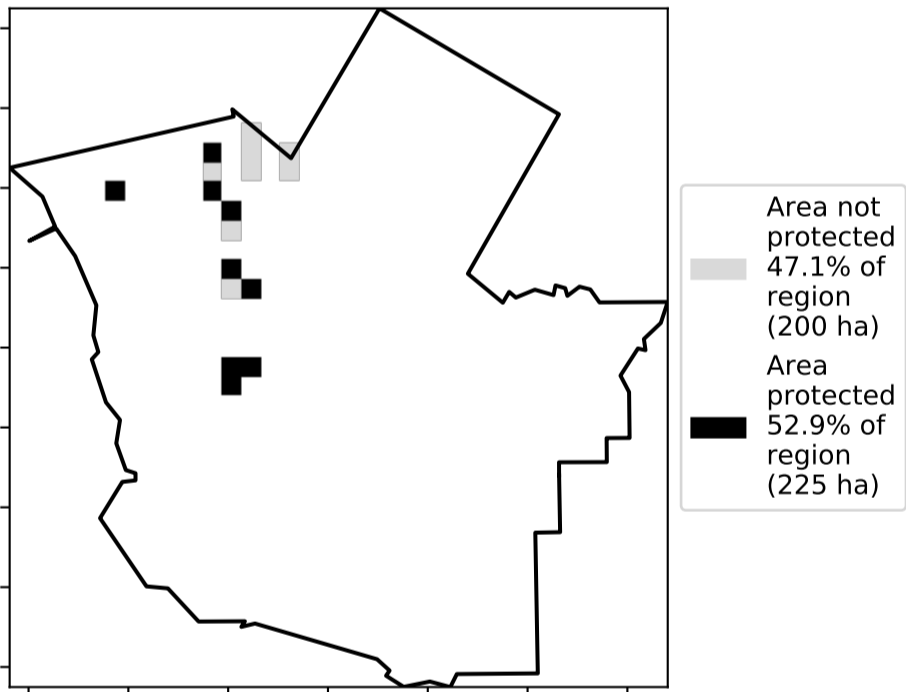 Area not
protected
47.1% of
region
(200 ha)
Area
protected
52.9% of
region
(225 ha)